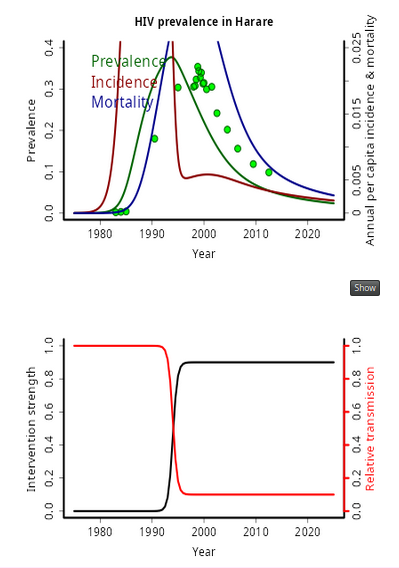 HIV prevalence in Harare
Prevalence
Incidence
Mortality
Prevalence
0.0 0.1 0.2 0.3 0.4
Annual per capita incidence & mortality
0 0.005 0.015 0.025
1980 1990 2000 2010 2020
Year
Show
Intervention strength
0.0 0.2 0.4 0.6 0.8 1.0
Relative transmission
0.0 0.2 0.4 0.6 0.8 1.0
1980 1990 2000 2010 2020
Year